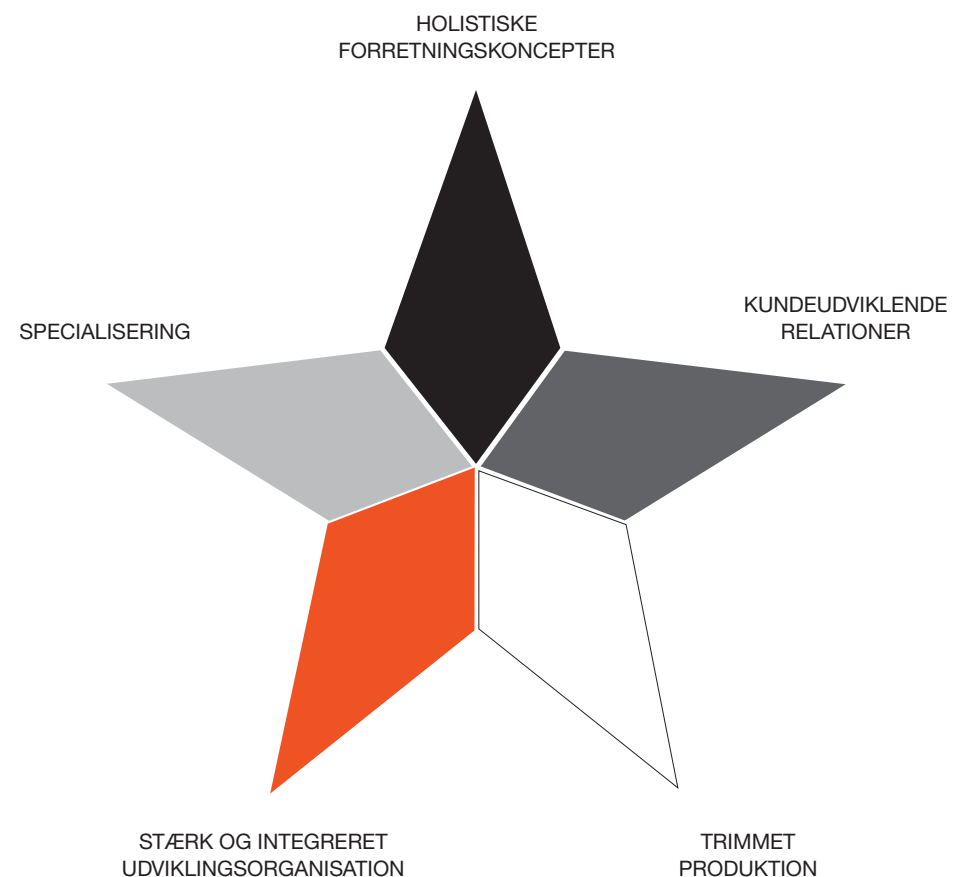 HOLISTISKE
FORRETNINGSKONCEPTER
KUNDEUDVIKLENDE
RELATIONER
SPECIALISERING
STÆRK OG INTEGRERET
UDVIKLINGSORGANISATION
TRIMMET
PRODUKTION